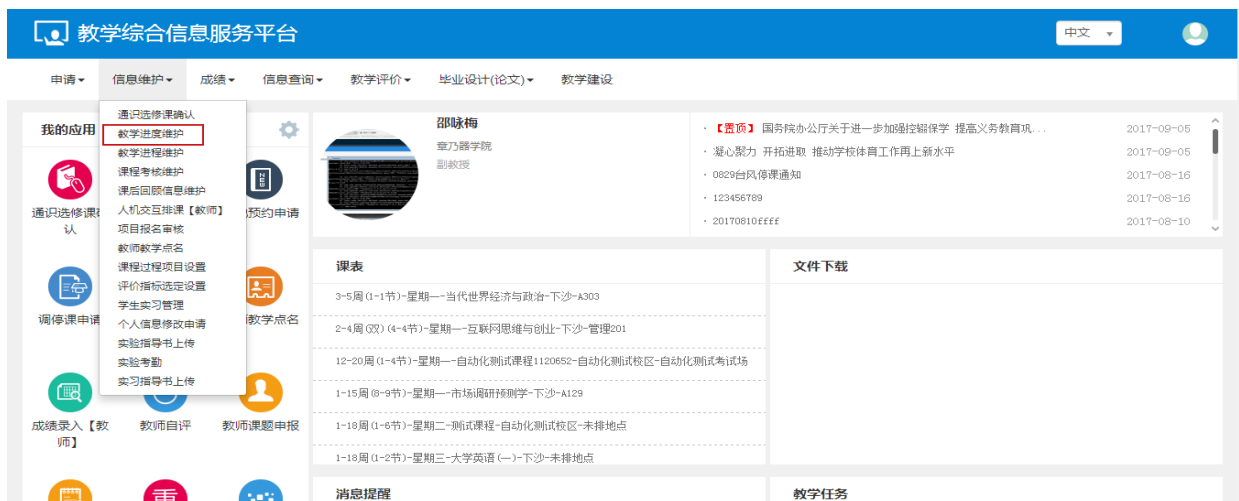 教学综合信息服务平台
中文
申请 信息维护 成绩 信息查询 教学评价 毕业设计(论文) 教学建设
通识选修课确认
教学进度维护
教学进程维护
课程考核维护
课后回顾信息维护
人机交互排课【教师】
项目报名审核
教师教学点名
课程过程项目设置
评价指标选定设置
学生实习管理
个人信息修改申请
实验指导书上传
实验考勤
实习指导书上传
我的应用
通识选修课
认
预约申请
调停课申请
教学点名
成绩录入【教
师】
教师自评
教师课题申报
重
邵咏梅
章乃器学院
副教授
· 【置顶】 国务院办公厅关于进一步加强控辍保学 提高义务教育巩... 2017-09-05
· 凝心聚力 开拓进取 推动学校体育工作再上新水平 2017-09-05
· 0829台风停课通知 2017-08-16
· 123456789 2017-08-16
· 20170810ffff 2017-08-10
课表
3-5周(1-1节)-星期一-当代世界经济与政治-下沙-A303
2-4周(双)(4-4节)-星期一-互联网思维与创业-下沙-管理201
12-20周(1-4节)-星期一-自动化测试课程1120652-自动化测试校区-自动化测试考试场
1-15周(8-9节)-星期一-市场调研预测学-下沙-A129
1-18周(1-6节)-星期二-测试课程-自动化测试校区-未排地点
1-18周(1-2节)-星期三-大学英语(一)-下沙-未排地点
文件下载
消息提醒
教学任务